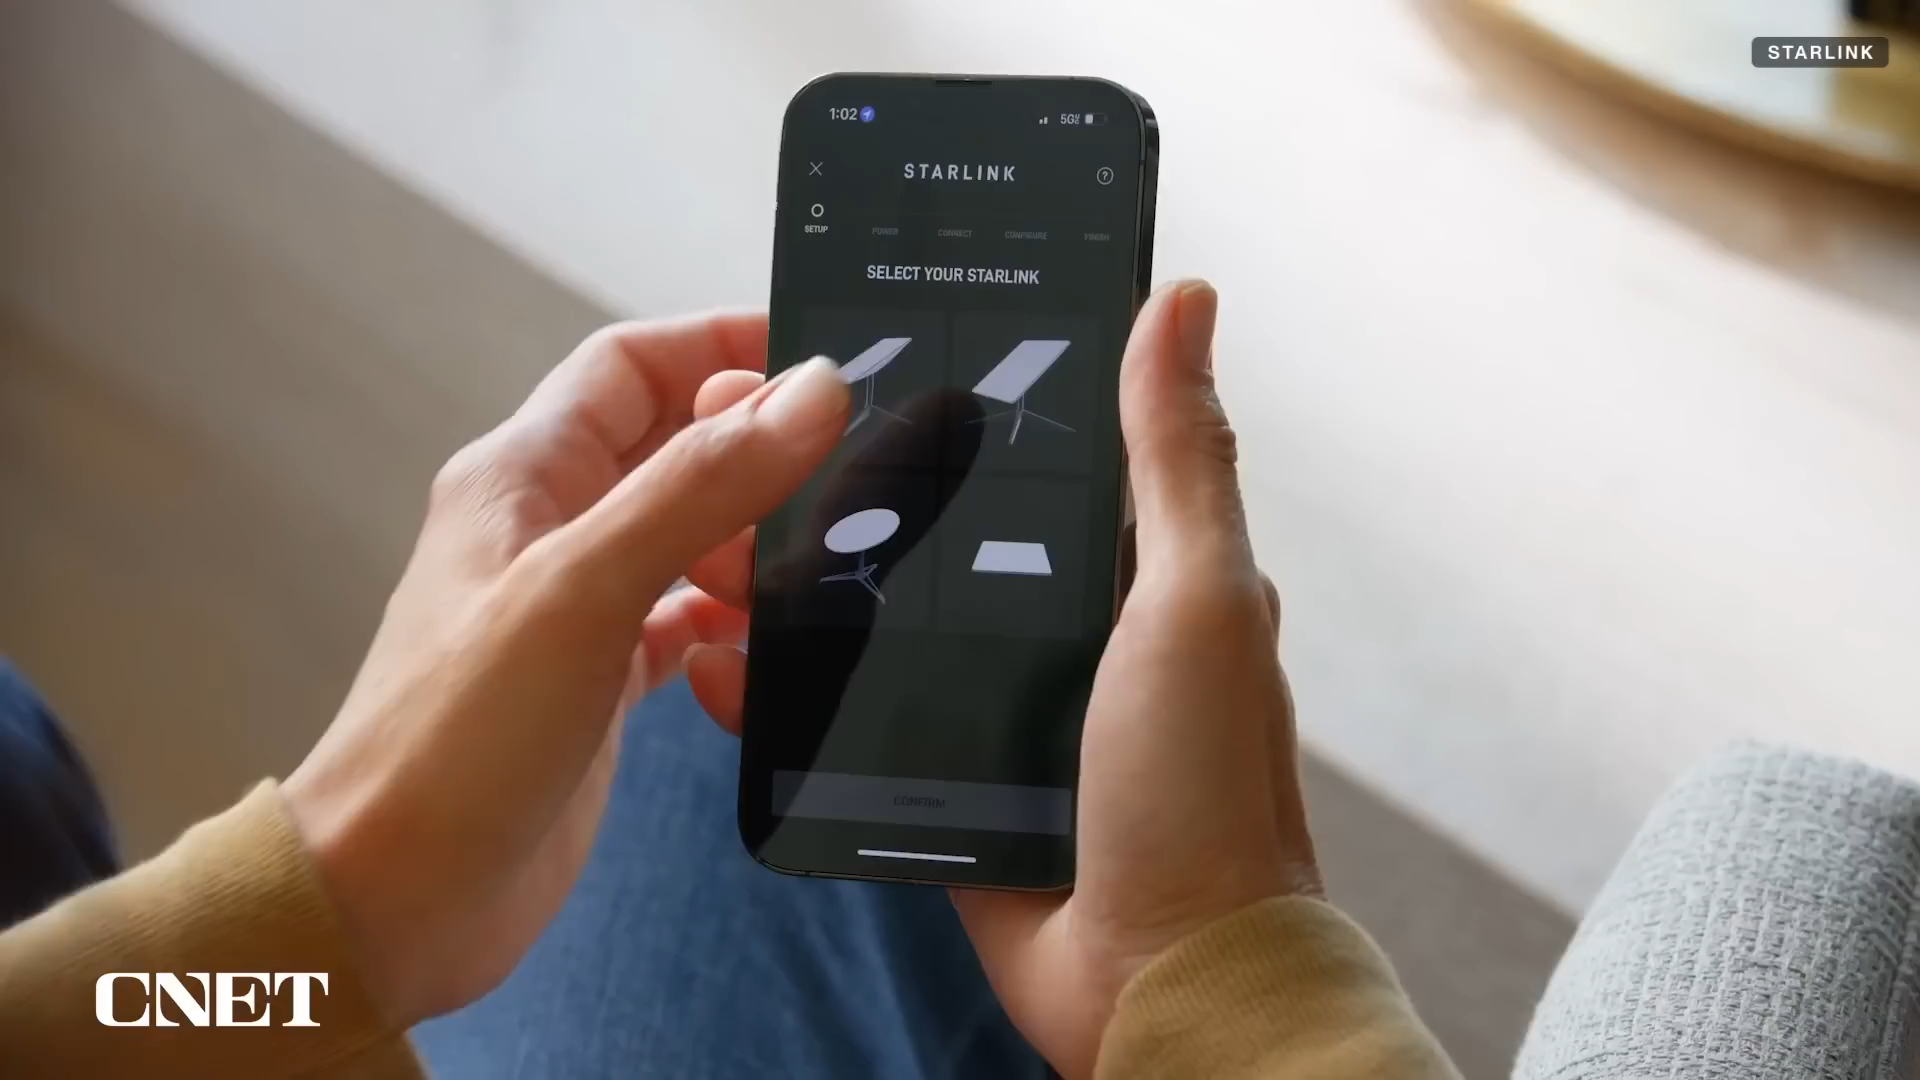 STARLINK
1:02
5G
STARLINK
SETUP
POWER
CONNECT
CONFIGURE
FINISH
SELECT YOUR STARLINK
CONFIRM
CNET